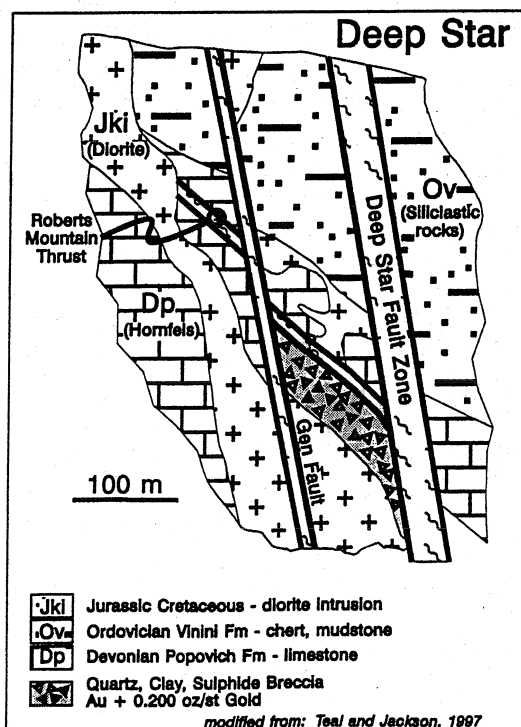 Deep Star
Jki
(Diorite)
Ov
(Siliclastic
rocks)
Roberts
Mountain
Thrust
Dp
(Hornfels)
Deep Star Fault Zone
Gen Fault
100 m
Jki Jurassic Cretaceous - diorite intrusion
Ov Ordovician Vinini Fm - chert, mudstone
Dp Devonian Popovich Fm - limestone
Quartz, Clay, Sulphide Breccia
Au + 0.200 oz/st Gold
modified from: Teal and Jackson, 1997